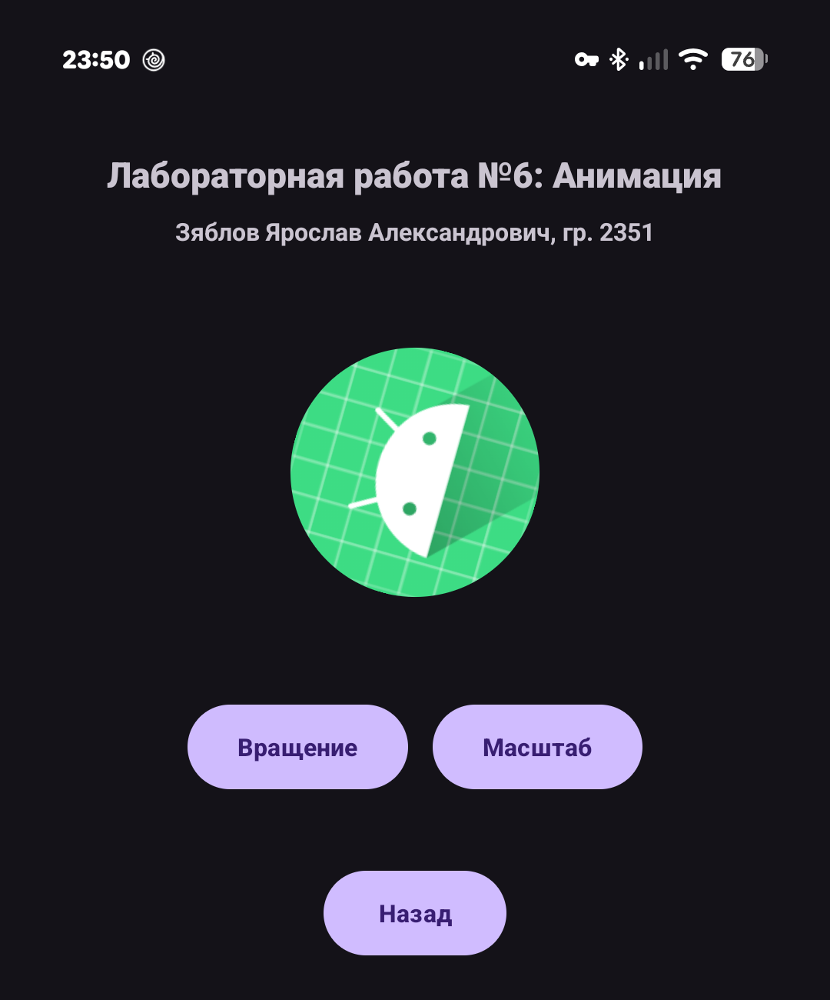 23:50
76
Лабораторная работа №6: Анимация
Зяблов Ярослав Александрович, гр. 2351
Вращение
Масштаб
Назад